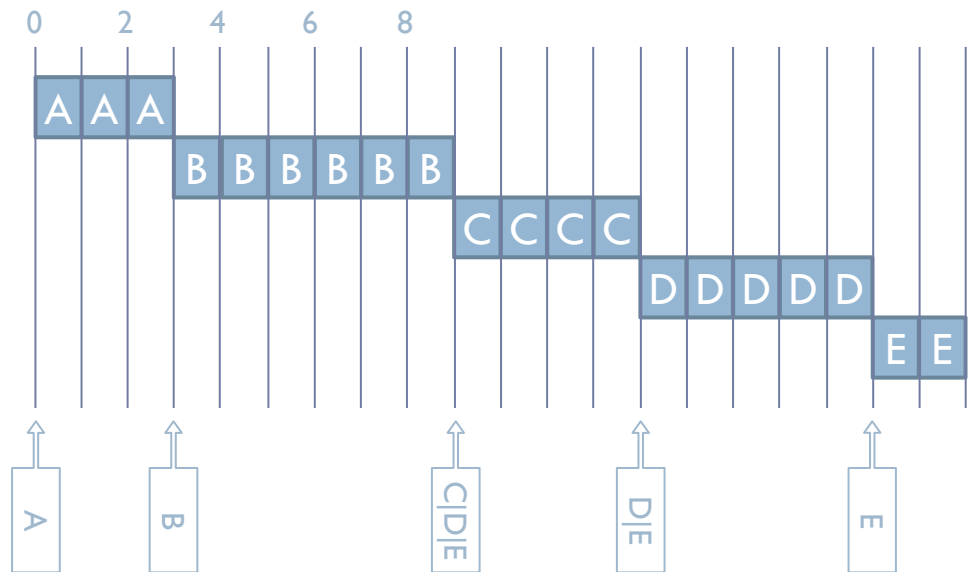 0 2 4 6 8
A A A
B B B B B B
C C C C
D D D D D
E E
A
B
C|D|E
D|E
E